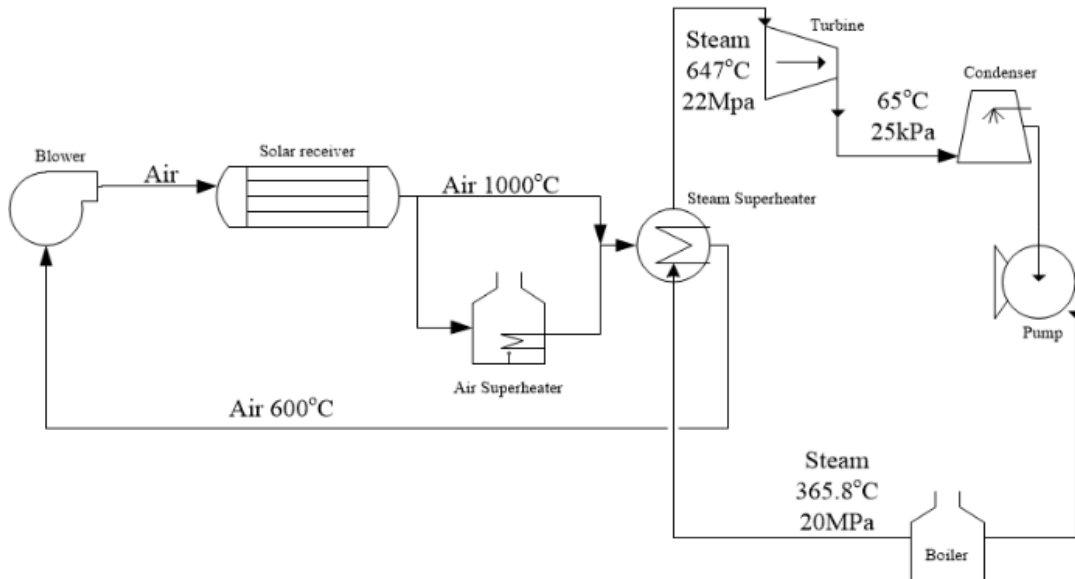 Turbine
Steam
647°C
22Mpa
Condenser
65°C
25kPa
Blower
Solar receiver
Air
Air 1000°C
Steam Superheater
Pump
Air Superheater
Air 600°C
Steam
365.8°C
20MPa
Boiler